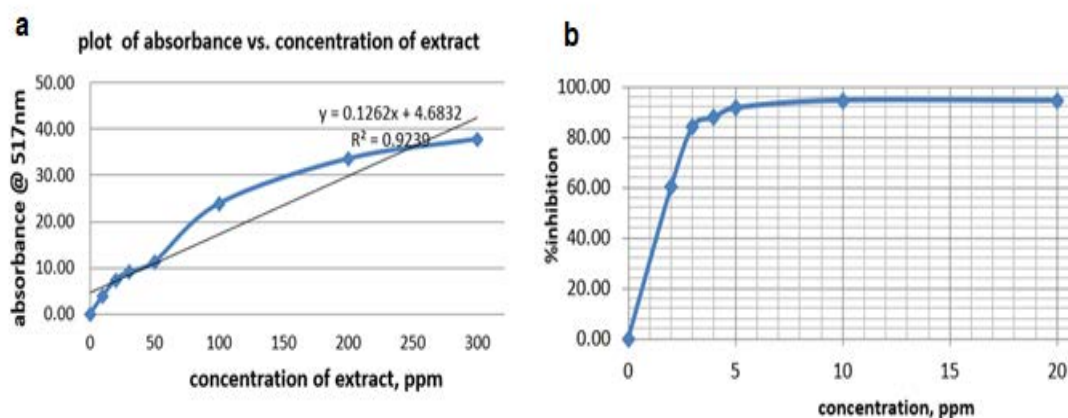 a
plot of absorbance vs. concentration of extract
absorbance @ 517nm
50.00
40.00
30.00
20.00
10.00
0.00
y = 0.1262x + 4.6832
R² = 0.9239
0 50 100 150 200 250 300
concentration of extract, ppm
b
%inhibition
100.00
80.00
60.00
40.00
20.00
0.00
0 5 10 15 20
concentration, ppm